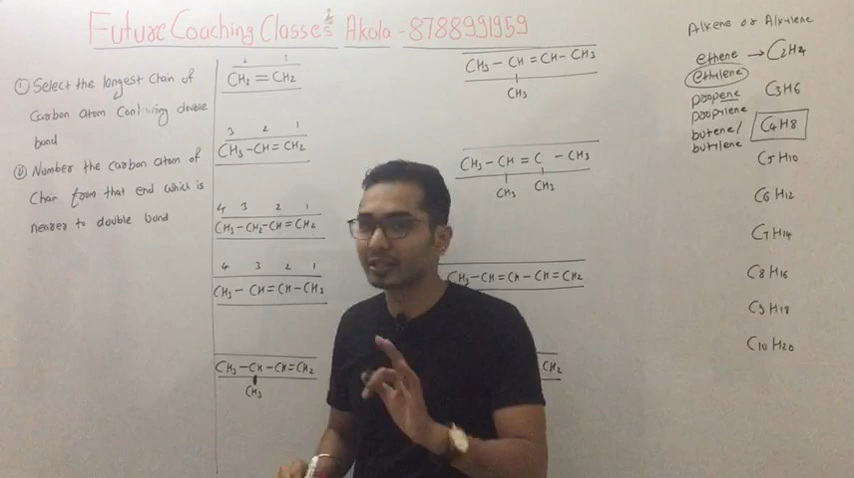 Future Coaching Classes Akola - 8788991959
① Select the longest chain of
Carbon atom Containing double
bond
② Number the carbon atom of
Chain from that end which is
nearer to double bond
2 1
CH2 = CH2
3 2 1
CH3 - CH = CH2
4 3 2 1
CH3 - CH2 - CH = CH2
4 3 2 1
CH3 - CH = CH - CH3
CH3 - CH - CH = CH2
CH3
CH3 - CH = CH - CH3
CH3
CH3 - CH = C - CH3
CH3 CH3
CH3 - CH = CH - CH = CH2
CH2
Alkene or Alkylene
ethene → C2H4
ethylene
propene C3H6
propylene
butene/ C4H8
butylene
C5H10
C6H12
C7H14
C8H16
C9H18
C10H20